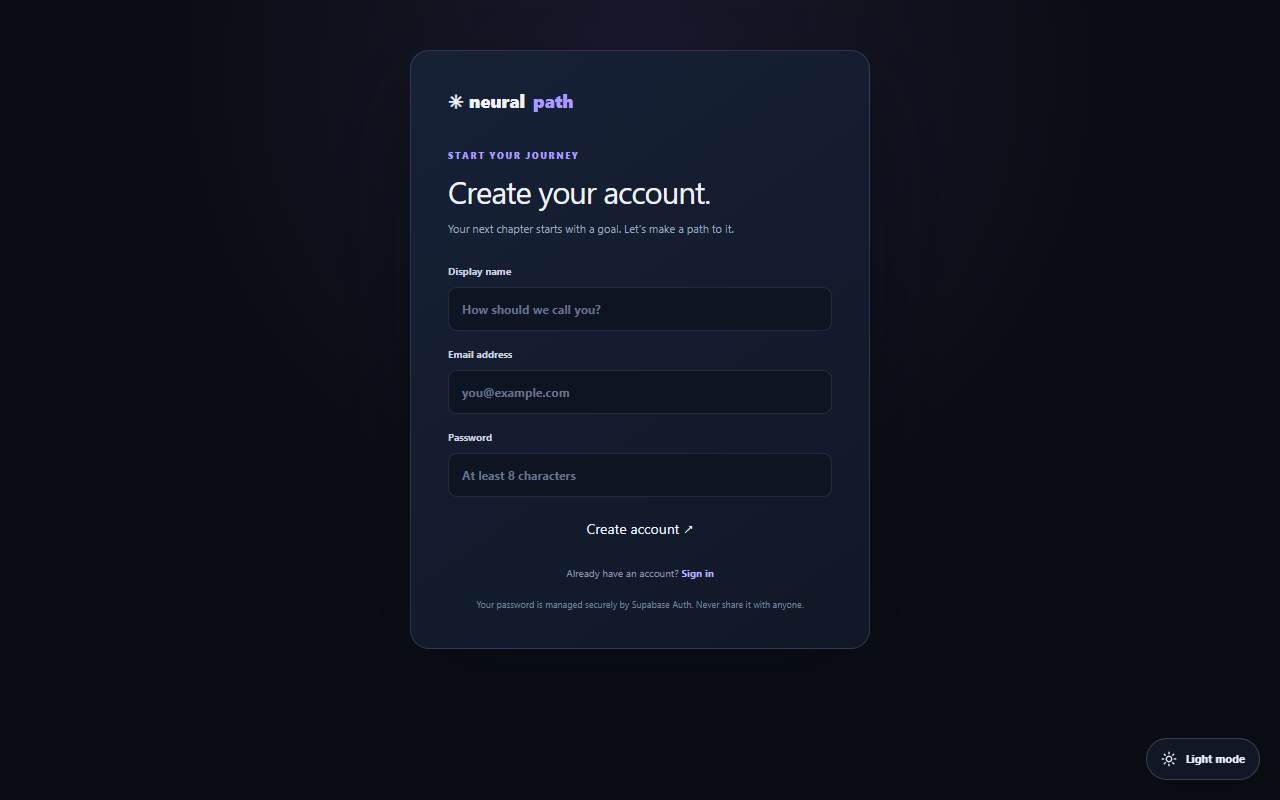 ✳ neural path
START YOUR JOURNEY
Create your account.
Your next chapter starts with a goal. Let's make a path to it.
Display name
How should we call you?
Email address
you@example.com
Password
At least 8 characters
Create account ↗
Already have an account? Sign in
Your password is managed securely by Supabase Auth. Never share it with anyone.
Light mode